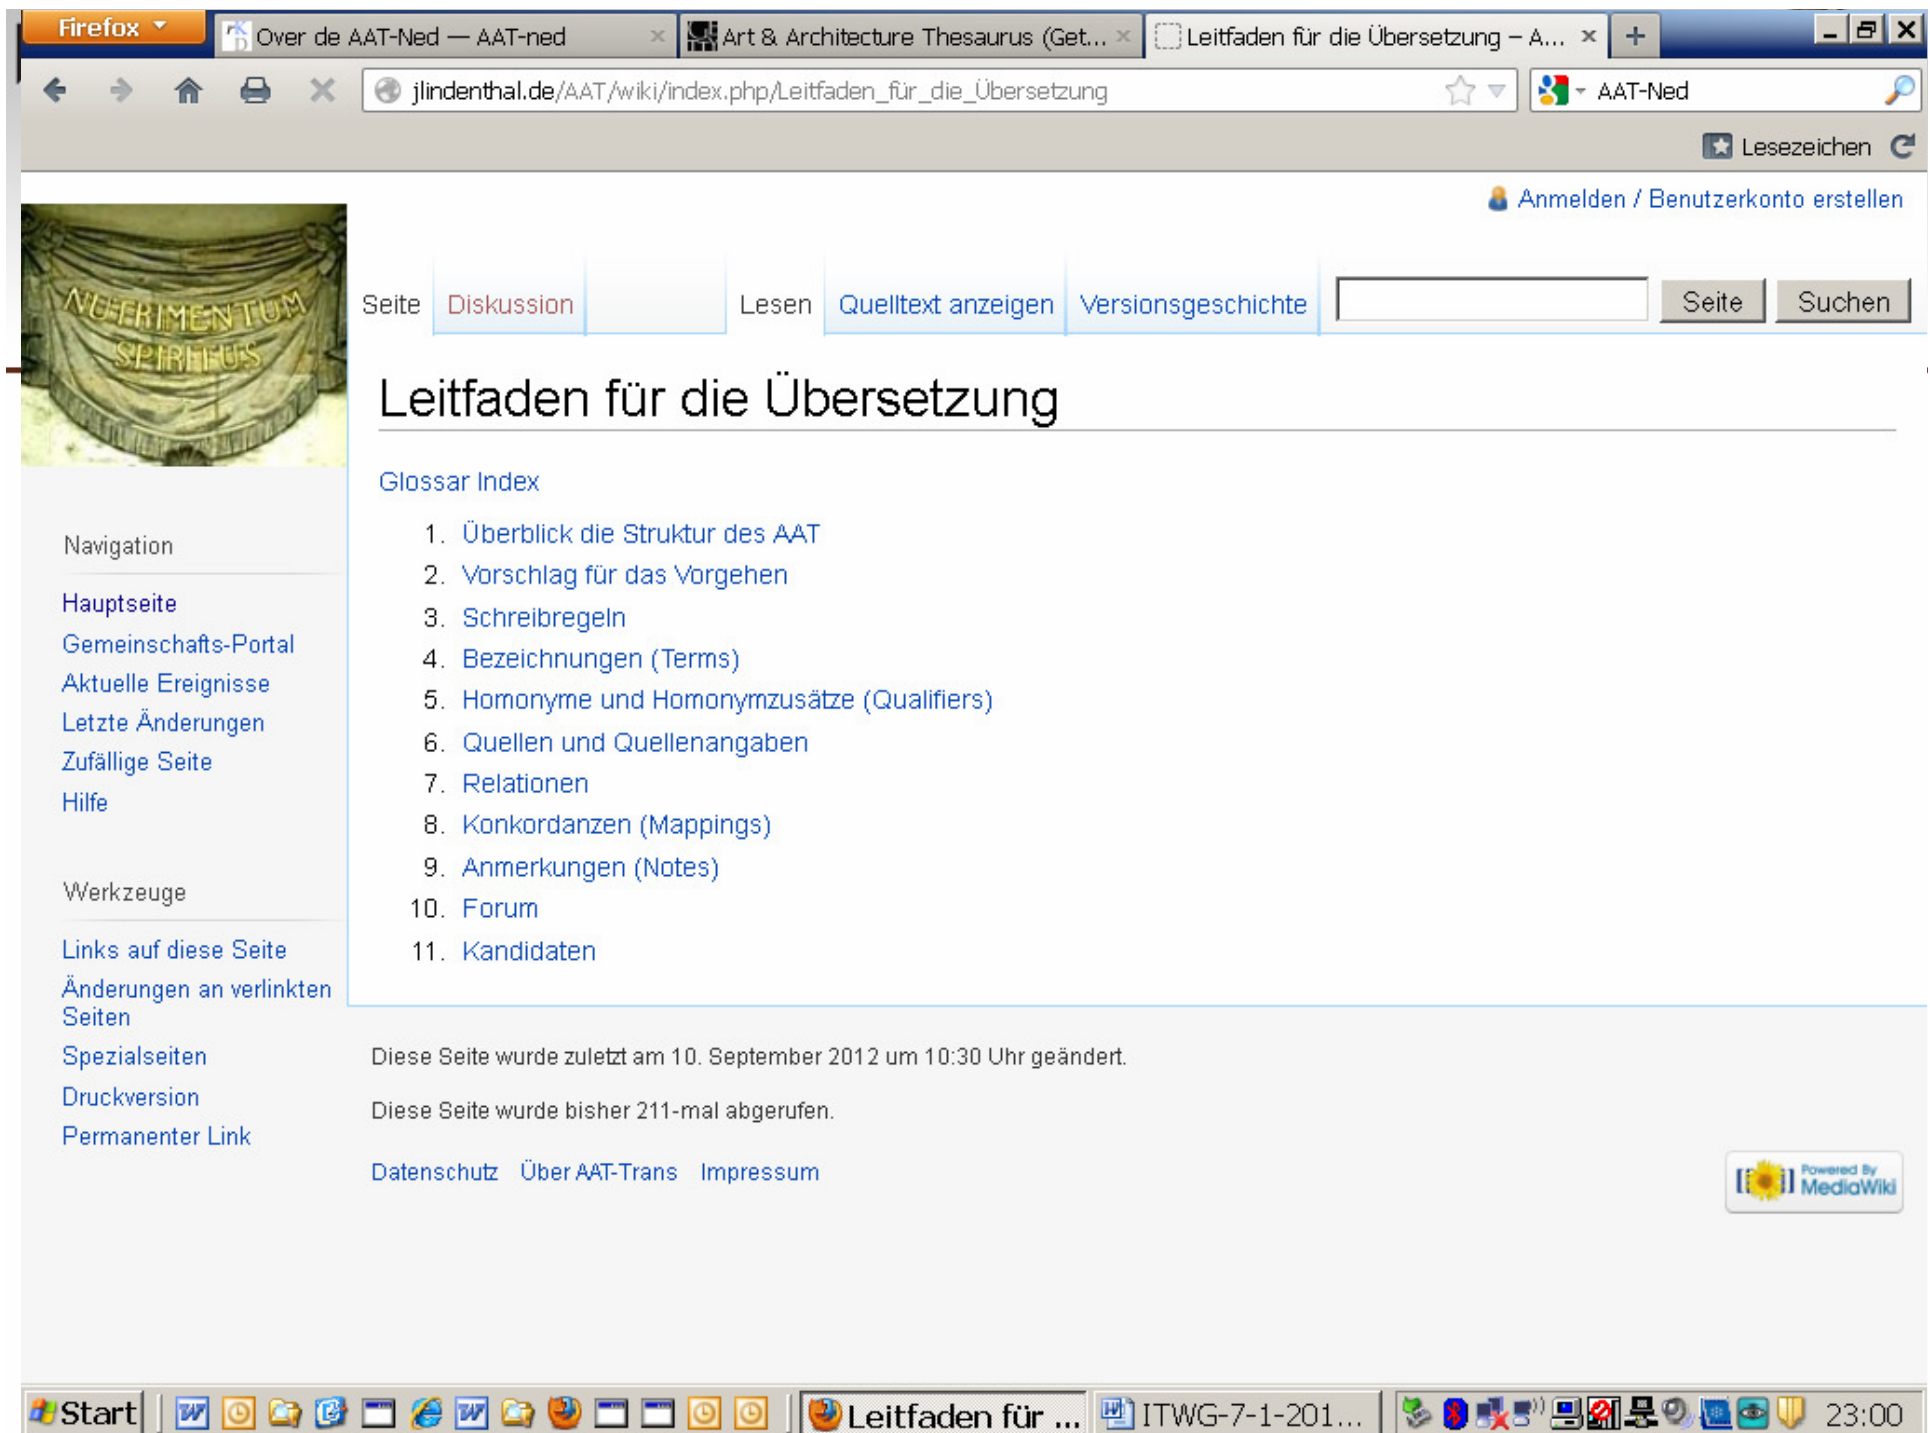 Firefox
Over de AAT-Ned — AAT-ned
Art & Architecture Thesaurus (Get...
Leitfaden für die Übersetzung – A...
jlindenthal.de/AAT/wiki/index.php/Leitfaden_für_die_Übersetzung
AAT-Ned
Lesezeichen
Anmelden / Benutzerkonto erstellen
NUTRIMENTUM
SPIRITUS
Seite
Diskussion
Lesen
Quelltext anzeigen
Versionsgeschichte
Seite
Suchen
Leitfaden für die Übersetzung
Glossar Index
1. Überblick die Struktur des AAT
2. Vorschlag für das Vorgehen
3. Schreibregeln
4. Bezeichnungen (Terms)
5. Homonyme und Homonymzusätze (Qualifiers)
6. Quellen und Quellenangaben
7. Relationen
8. Konkordanzen (Mappings)
9. Anmerkungen (Notes)
10. Forum
11. Kandidaten
Navigation
Hauptseite
Gemeinschafts-Portal
Aktuelle Ereignisse
Letzte Änderungen
Zufällige Seite
Hilfe
Werkzeuge
Links auf diese Seite
Änderungen an verlinkten
Seiten
Spezialseiten
Druckversion
Permanenter Link
Diese Seite wurde zuletzt am 10. September 2012 um 10:30 Uhr geändert.
Diese Seite wurde bisher 211-mal abgerufen.
Datenschutz
Über AAT-Trans
Impressum
Powered By
MediaWiki
Start
Leitfaden für ...
ITWG-7-1-201...
23:00